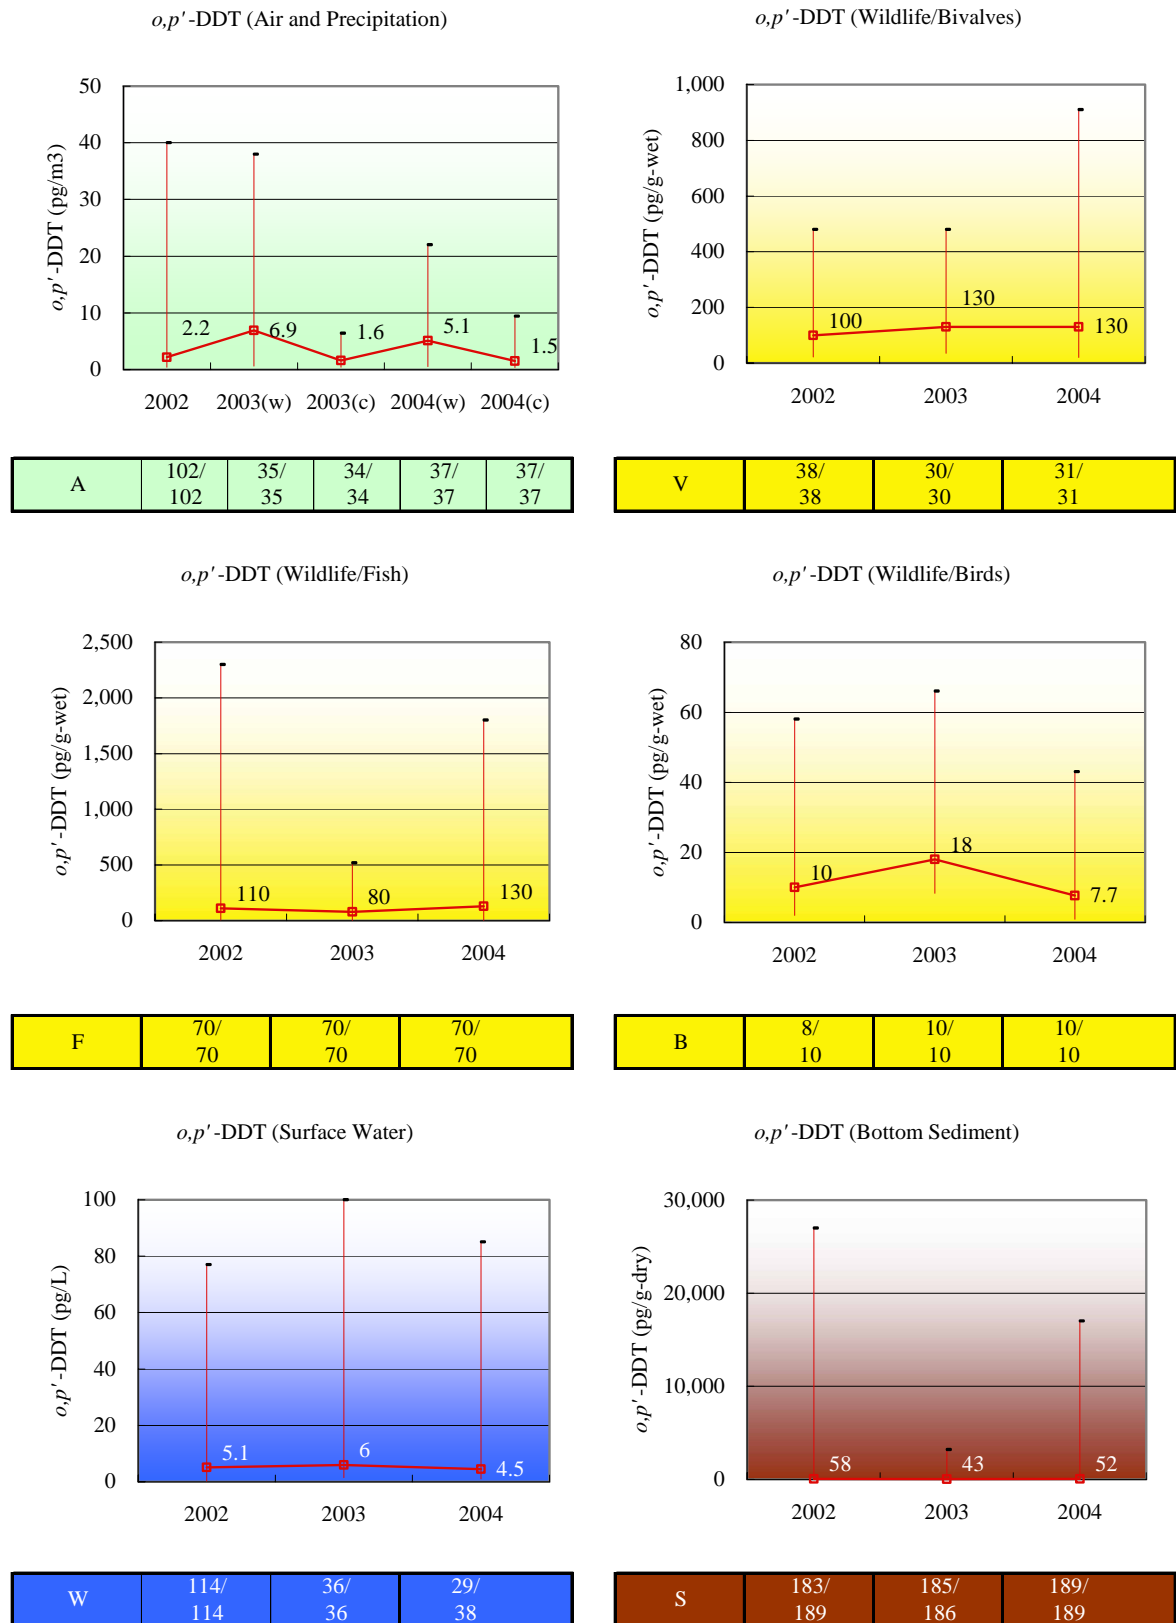 o,p'-DDT (Air and Precipitation)
o,p'-DDT (pg/m3)
50
40
30
20
10
0
2.2
6.9
1.6
5.1
1.5
2002 2003(w) 2003(c) 2004(w) 2004(c)
A 102/ 35/ 34/ 37/ 37/
102 35 34 37 37
o,p'-DDT (Wildlife/Bivalves)
o,p'-DDT (pg/g-wet)
1,000
800
600
400
200
0
100
130
130
2002 2003 2004
V 38/ 30/ 31/
38 30 31
o,p'-DDT (Wildlife/Fish)
o,p'-DDT (pg/g-wet)
2,500
2,000
1,500
1,000
500
0
110
80
130
2002 2003 2004
F 70/ 70/ 70/
70 70 70
o,p'-DDT (Wildlife/Birds)
o,p'-DDT (pg/g-wet)
80
60
40
20
0
10
18
7.7
2002 2003 2004
B 8/ 10/ 10/
10 10 10
o,p'-DDT (Surface Water)
o,p'-DDT (pg/L)
100
80
60
40
20
0
5.1
6
4.5
2002 2003 2004
W 114/ 36/ 29/
114 36 38
o,p'-DDT (Bottom Sediment)
o,p'-DDT (pg/g-dry)
30,000
20,000
10,000
0
58
43
52
2002 2003 2004
S 183/ 185/ 189/
189 186 189